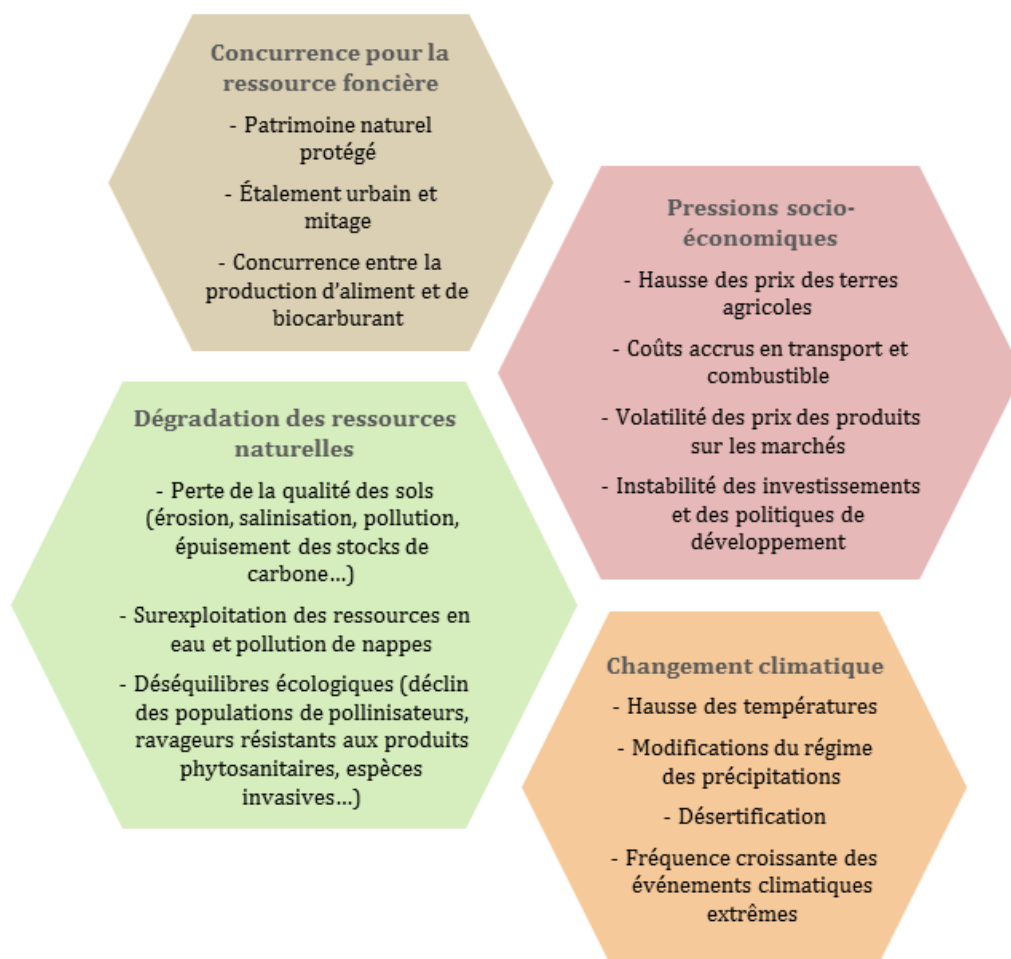 Concurrence pour la
ressource foncière
- Patrimoine naturel
protégé
- Étalement urbain et
mitage
- Concurrence entre la
production d’aliment et de
biocarburant
Pressions socio-
économiques
- Hausse des prix des terres
agricoles
- Coûts accrus en transport et
combustible
- Volatilité des prix des produits
sur les marchés
- Instabilité des investissements
et des politiques de
développement
Dégradation des ressources
naturelles
- Perte de la qualité des sols
(érosion, salinisation, pollution,
épuisement des stocks de
carbone…)
- Surexploitation des ressources en
eau et pollution de nappes
- Déséquilibres écologiques (déclin
des populations de pollinisateurs,
ravageurs résistants aux produits
phytosanitaires, espèces
invasives…)
Changement climatique
- Hausse des températures
- Modifications du régime
des précipitations
- Désertification
- Fréquence croissante des
événements climatiques
extrêmes